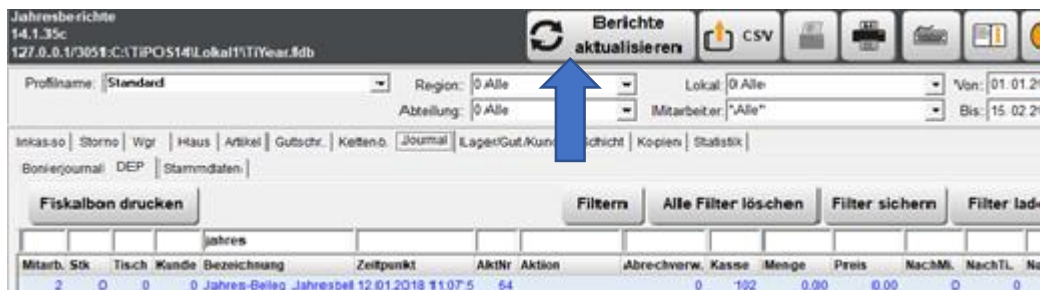 Jahresberichte
14.1.35c
127.0.0.1/3051:C:\TiPOS14\Lokal1\TiYear.fdb
Berichte
aktualisieren
CSV
Profilname: Standard Region: 0 Alle Lokal: 0 Alle Von: 01.01.2
Abteilung: 0 Alle Mitarbeiter: "Alle" Bis: 15.02.2
Inkasso Storno Wgr Haus Artikel Gutschr. Kettenb. Journal Schicht Kopien Statistik
Bonierjournal DEP Stammdaten
Fiskalbon drucken Filtern Alle Filter löschen Filter sichern Filter lad
jahres
Mitarb. Stk Tisch Kunde Bezeichnung Zeitpunkt AktNr Aktion Abrechverw. Kasse Menge Preis NachMi. NachTi. Na
2 0 0 0 Jahres-Beleg Jahresbel 12.01.2018 11:07:5 64 0 102 0.00 0.00 0 0